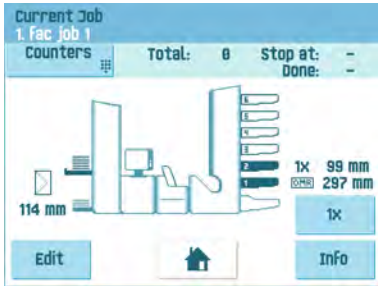 Current Job
1. Fac job 1
Counters
Total: 0 Stop at: -
Done: -
6
5
4
3
2
1
1X 99 mm
OMR 297 mm
114 mm
1X
Edit
Info